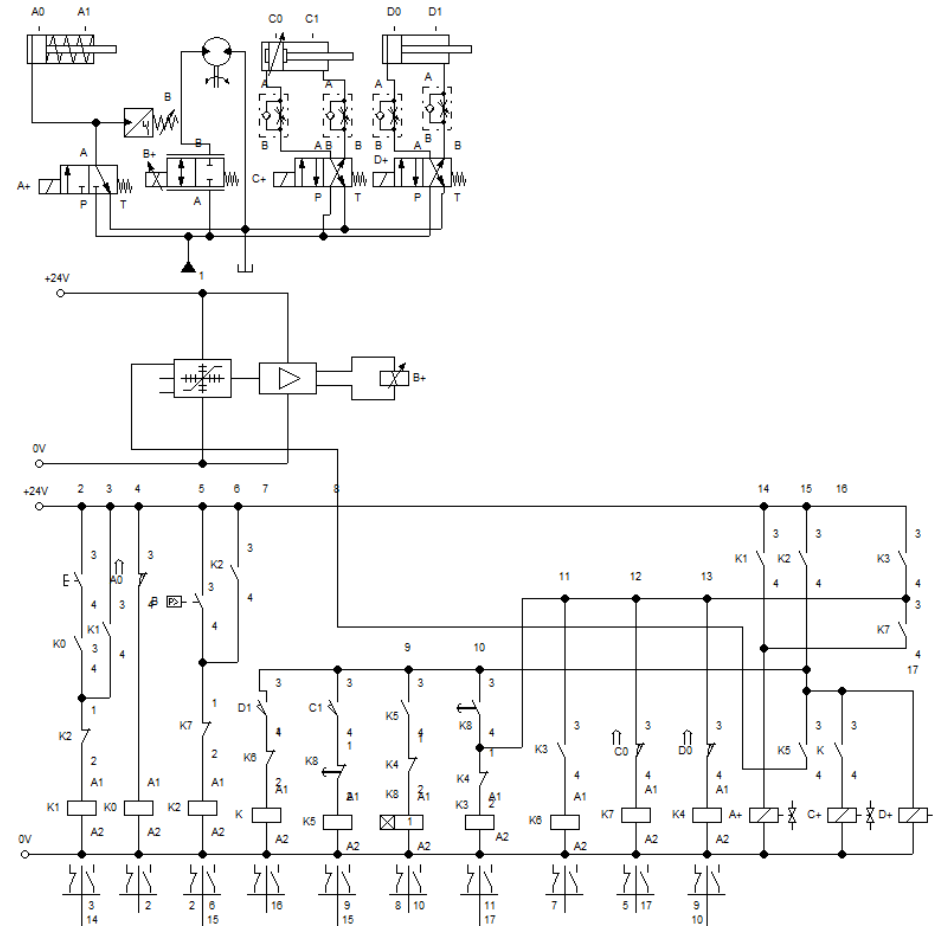 A0 A1 C0 C1 D0 D1
B A A A A
B B B B
A B A B A B
A+ B+ C+ D+
P T A P T P T
1
+24V
B+
0V
+24V 2 3 4 5 6 7 8 14 15 16
3 3 3 3 3 3
E A0 K2 K1 K2 K3
4 4 3 B P> 3 4 11 12 13 4 4 4
K0 K1 4 3
3 K7
4 4 9 10 4
17
1 1 3 3 3 3 3 3
K2 K7 D1 C1 K5 K8 K3 C0 D0 K5 K
2 2 4 4 4 4 4 4 4 4 4
K6 1 1 1
K8 K4 K4
2 2 2 2
A1 A1 A1 A1 A1 A1 A1 A1 A1 A1
K1 K0 K2 K K5 K8 1 K3 K6 K7 K4 A+ C+ D+
A2 A2 A2 A2 A2 A2 A2 A2 A2 A2
0V
3 2 2 6 16 9 8 10 11 7 5 17 9
14 15 15 17 10